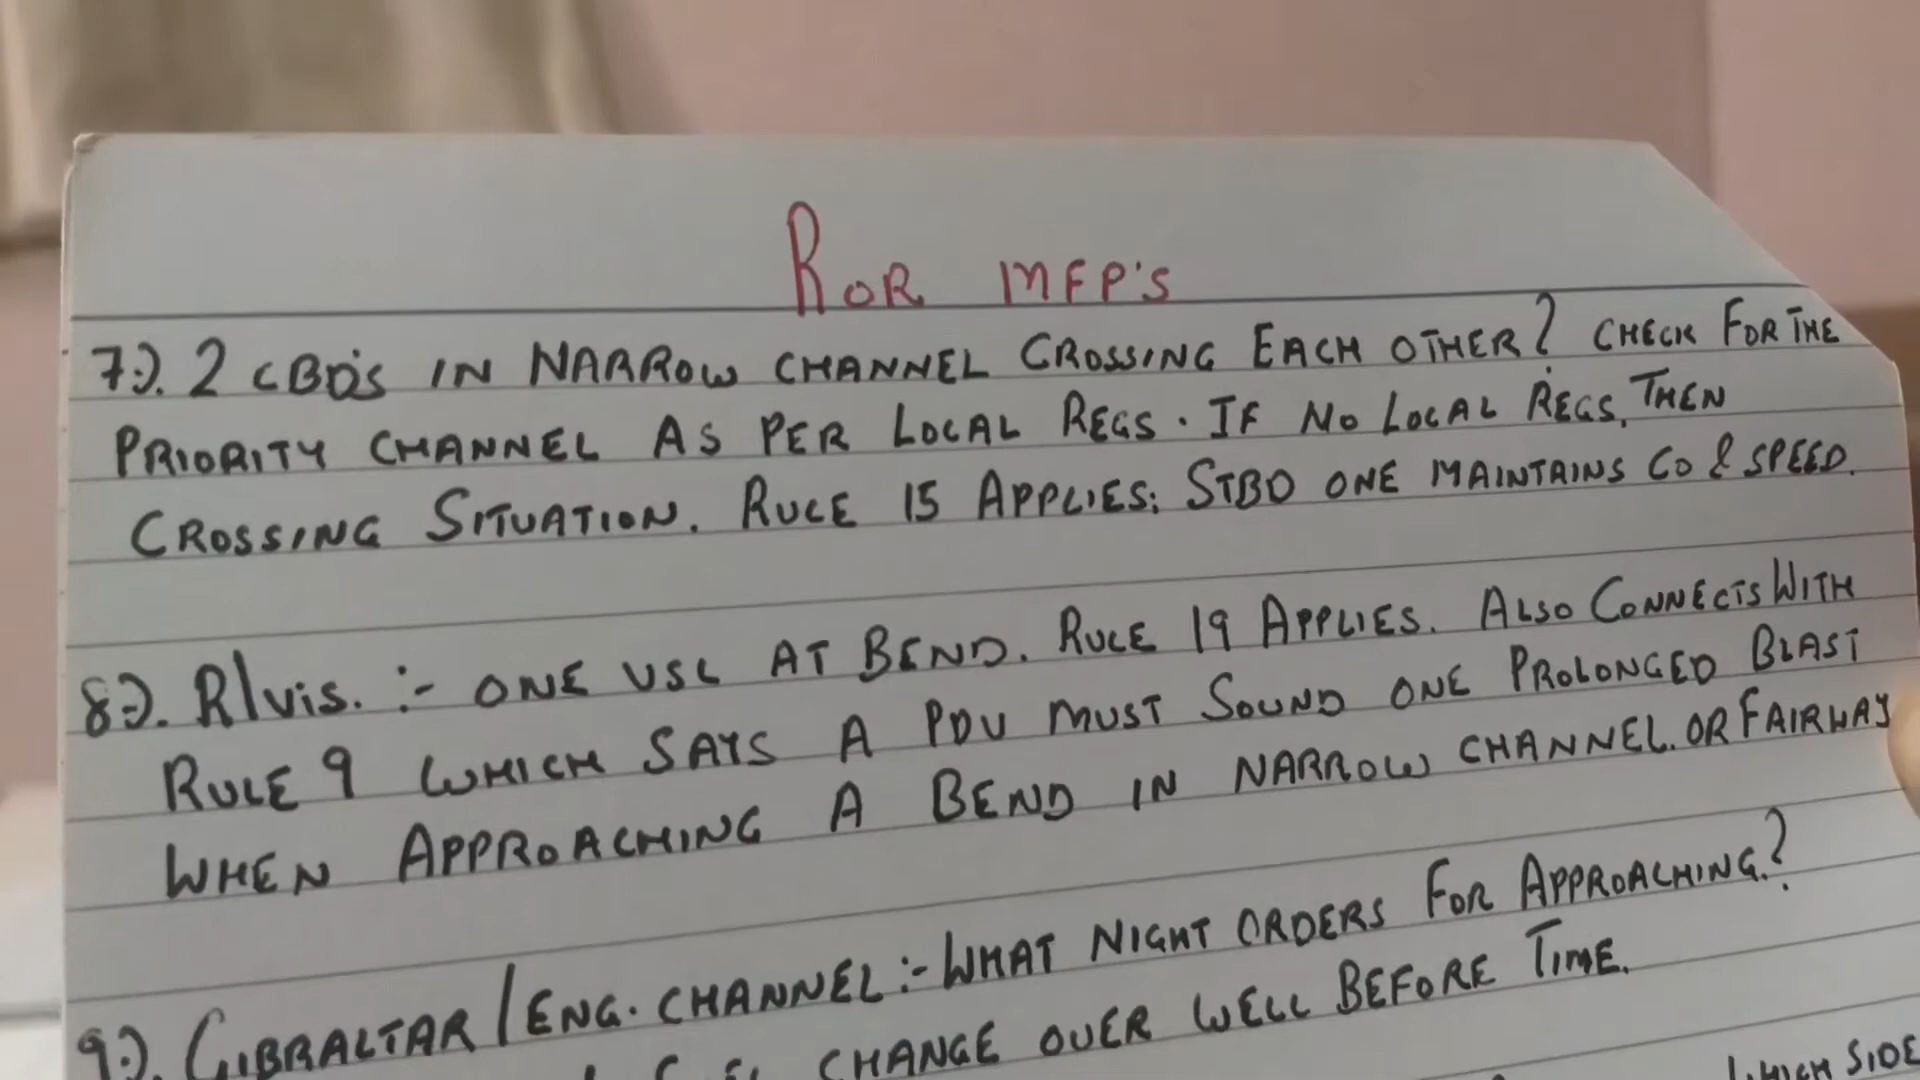 ROR MFP'S
7:). 2 CBD'S IN NARROW CHANNEL CROSSING EACH OTHER? CHECK FOR THE
PRIORITY CHANNEL AS PER LOCAL REGS. IF NO LOCAL REGS, THEN
CROSSING SITUATION. RULE 15 APPLIES: STBD ONE MAINTAINS CO & SPEED.
8:). R/VIS. :- ONE VSL AT BEND. RULE 19 APPLIES. ALSO CONNECTS WITH
RULE 9 WHICH SAYS A PDV MUST SOUND ONE PROLONGED BLAST
WHEN APPROACHING A BEND IN NARROW CHANNEL. OR FAIRWAY
9:). GIBRALTAR / ENG. CHANNEL :- WHAT NIGHT ORDERS FOR APPROACHING.?
CHANGE OVER WELL BEFORE TIME.
WHICH SIDE